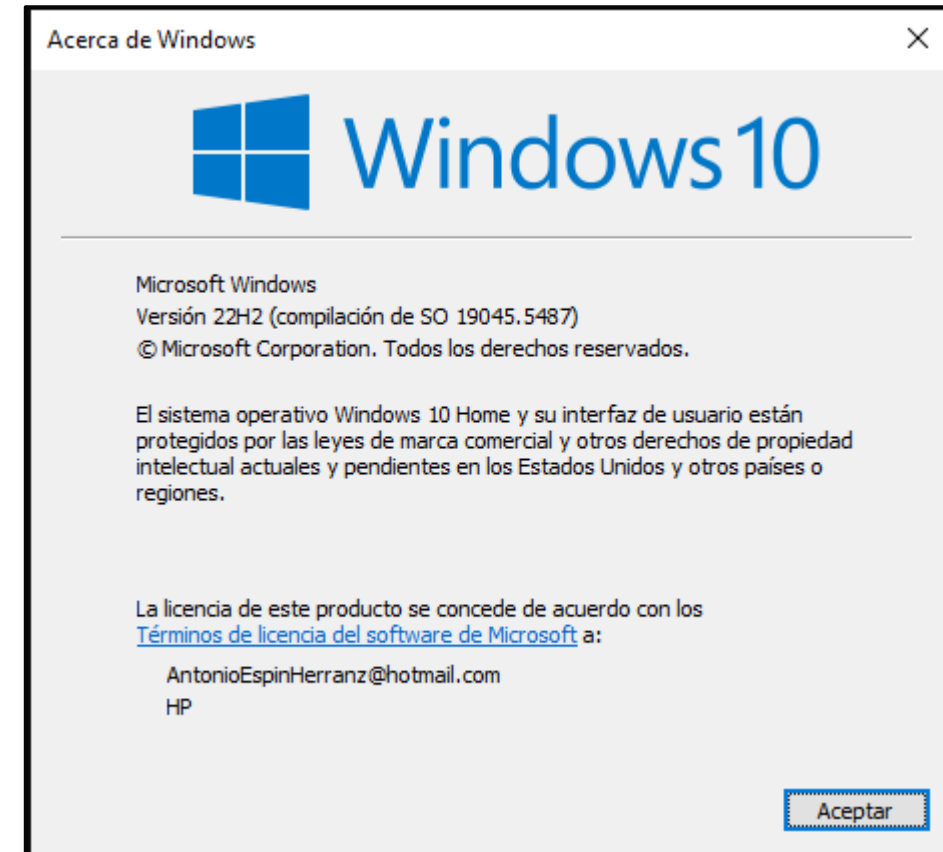 Acerca de Windows
Windows 10
Microsoft Windows
Versión 22H2 (compilación de SO 19045.5487)
© Microsoft Corporation. Todos los derechos reservados.
El sistema operativo Windows 10 Home y su interfaz de usuario están
protegidos por las leyes de marca comercial y otros derechos de propiedad
intelectual actuales y pendientes en los Estados Unidos y otros países o
regiones.
La licencia de este producto se concede de acuerdo con los
Términos de licencia del software de Microsoft a:
AntonioEspinHerranz@hotmail.com
HP
Aceptar